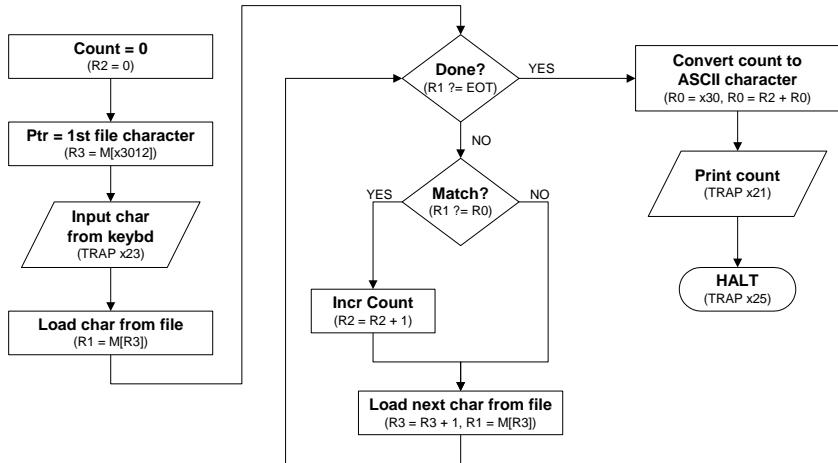 Count = 0
(R2 = 0)
Ptr = 1st file character
(R3 = M[x3012])
Input char
from keybd
(TRAP x23)
Load char from file
(R1 = M[R3])
Done?
(R1 ?= EOT)
YES
NO
Match?
(R1 ?= R0)
YES
NO
Incr Count
(R2 = R2 + 1)
Load next char from file
(R3 = R3 + 1, R1 = M[R3])
Convert count to
ASCII character
(R0 = x30, R0 = R2 + R0)
Print count
(TRAP x21)
HALT
(TRAP x25)